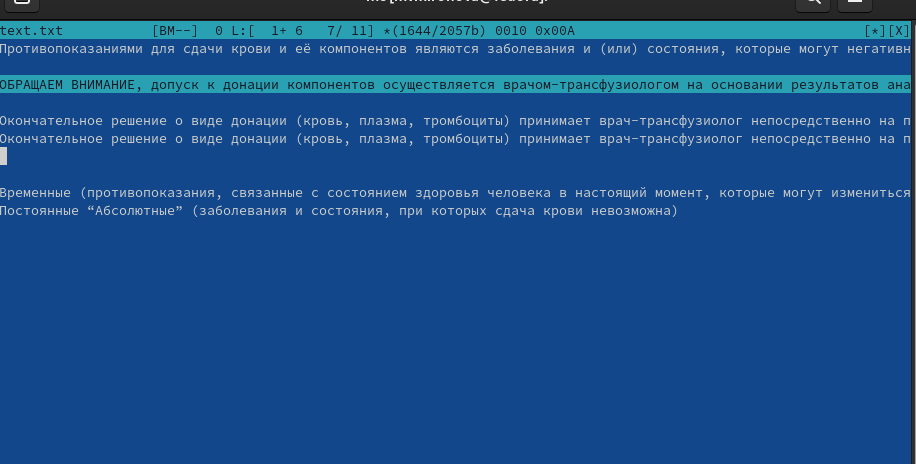 text.txt [BM--] 0 L:[ 1+ 6 7/ 11] *(1644/2057b) 0010 0x00A [*][X]
Противопоказаниями для сдачи крови и её компонентов являются заболевания и (или) состояния, которые могут негативн
ОБРАЩАЕМ ВНИМАНИЕ, допуск к донации компонентов осуществляется врачом-трансфузиологом на основании результатов ана
Окончательное решение о виде донации (кровь, плазма, тромбоциты) принимает врач-трансфузиолог непосредственно на п
Окончательное решение о виде донации (кровь, плазма, тромбоциты) принимает врач-трансфузиолог непосредственно на п
Временные (противопоказания, связанные с состоянием здоровья человека в настоящий момент, которые могут измениться
Постоянные “Абсолютные” (заболевания и состояния, при которых сдача крови невозможна)